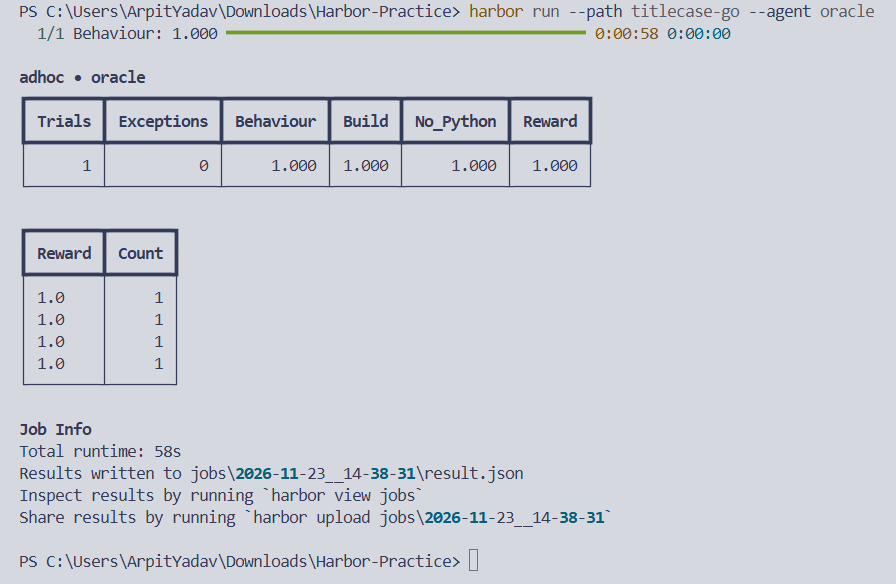 PS C:\Users\ArpitYadav\Downloads\Harbor-Practice> harbor run --path titlecase-go --agent oracle
1/1 Behaviour: 1.000 0:00:58 0:00:00
adhoc • oracle
Trials Exceptions Behaviour Build No_Python Reward
1 0 1.000 1.000 1.000 1.000
Reward Count
1.0 1
1.0 1
1.0 1
1.0 1
Job Info
Total runtime: 58s
Results written to jobs\2026-11-23__14-38-31\result.json
Inspect results by running `harbor view jobs`
Share results by running `harbor upload jobs\2026-11-23__14-38-31`
PS C:\Users\ArpitYadav\Downloads\Harbor-Practice>